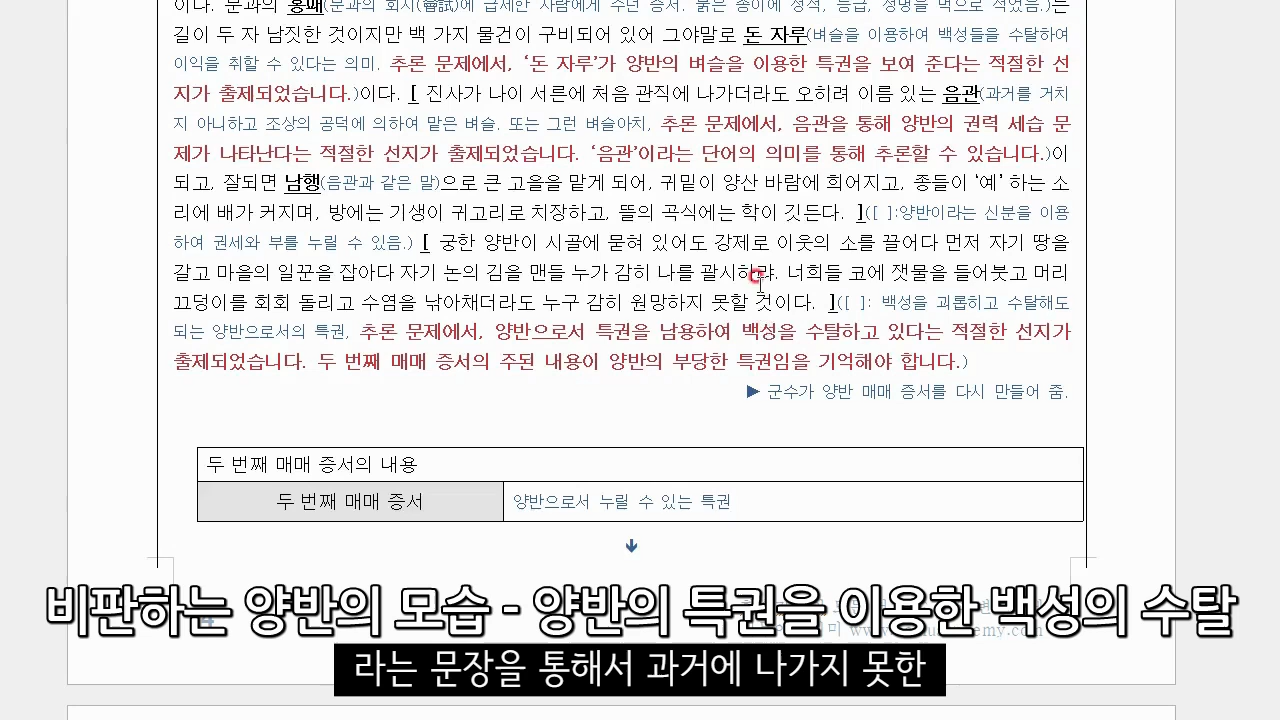 이다. 문과의 홍패(문과의 회시(會試)에 급제한 사람에게 주던 증서. 붉은 종이에 성적, 등급, 성명을 먹으로 적었음.)는
길이 두 자 남짓한 것이지만 백 가지 물건이 구비되어 있어 그야말로 돈 자루(벼슬을 이용하여 백성들을 수탈하여
이익을 취할 수 있다는 의미. 추론 문제에서, ‘돈 자루’가 양반의 벼슬을 이용한 특권을 보여 준다는 적절한 선
지가 출제되었습니다.)이다. [ 진사가 나이 서른에 처음 관직에 나가더라도 오히려 이름 있는 음관(과거를 거치
지 아니하고 조상의 공덕에 의하여 맡은 벼슬. 또는 그런 벼슬아치, 추론 문제에서, 음관을 통해 양반의 권력 세습 문
제가 나타난다는 적절한 선지가 출제되었습니다. ‘음관’이라는 단어의 의미를 통해 추론할 수 있습니다.)이
되고, 잘되면 남행(음관과 같은 말)으로 큰 고을을 맡게 되어, 귀밑이 양산 바람에 희어지고, 종들이 ‘예’ 하는 소
리에 배가 커지며, 방에는 기생이 귀고리로 치장하고, 뜰의 곡식에는 학이 깃든다. ]([ ]:양반이라는 신분을 이용
하여 권세와 부를 누릴 수 있음.) [ 궁한 양반이 시골에 묻혀 있어도 강제로 이웃의 소를 끌어다 먼저 자기 땅을
갈고 마을의 일꾼을 잡아다 자기 논의 김을 맨들 누가 감히 나를 괄시하랴. 너희들 코에 잿물을 들어붓고 머리
끄덩이를 회회 돌리고 수염을 낚아채더라도 누구 감히 원망하지 못할 것이다. ]([ ]: 백성을 괴롭히고 수탈해도
되는 양반으로서의 특권, 추론 문제에서, 양반으로서 특권을 남용하여 백성을 수탈하고 있다는 적절한 선지가
출제되었습니다. 두 번째 매매 증서의 주된 내용이 양반의 부당한 특권임을 기억해야 합니다.)
▶ 군수가 양반 매매 증서를 다시 만들어 줌.
두 번째 매매 증서의 내용
두 번째 매매 증서 양반으로서 누릴 수 있는 특권
비판하는 양반의 모습 - 양반의 특권을 이용한 백성의 수탈
라는 문장을 통해서 과거에 나가지 못한